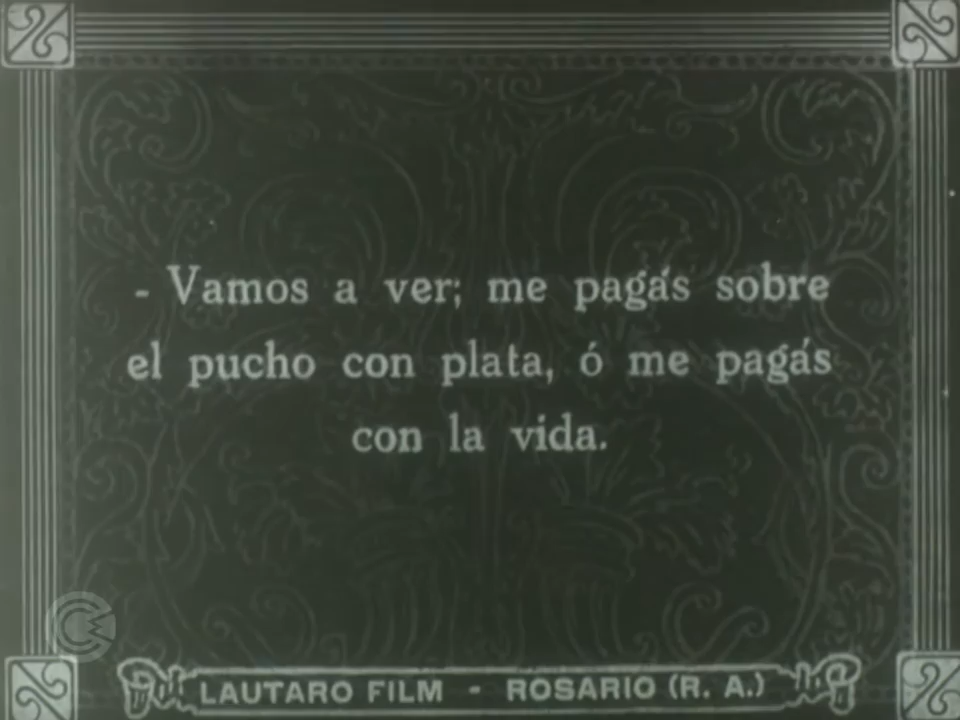 - Vamos a ver; me pagás sobre
el pucho con plata, ó me pagás
con la vida.
LAUTARO FILM - ROSARIO (R. A.)